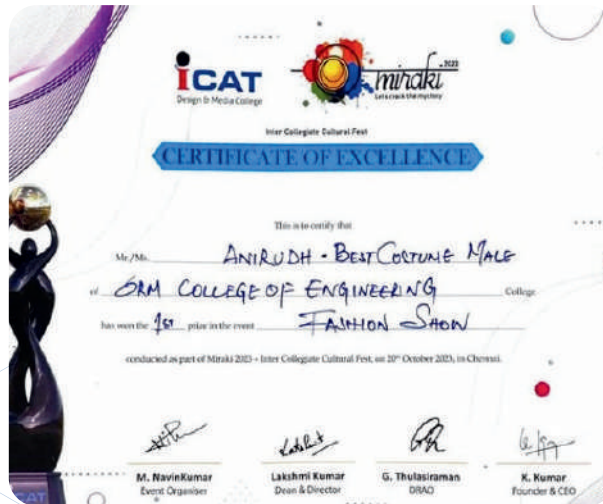 iCAT
Design & Media College
miraki 2023
Lets crack the mystery
Inter Collegiate Cultural Fest
CERTIFICATE OF EXCELLENCE
This is to certify that
Mr./Ms. ANIRUDH - BEST COSTUME MALE
of SRM COLLEGE OF ENGINEERING College
has won the 1ST prize in the event FASHION SHOW
conducted as part of Miraki 2023 - Inter Collegiate Cultural Fest, on 20th October 2023, in Chennai.
M. NavinKumar Lakshmi Kumar G. Thulasiraman K. Kumar
Event Organiser Dean & Director DRAO Founder & CEO
CAT